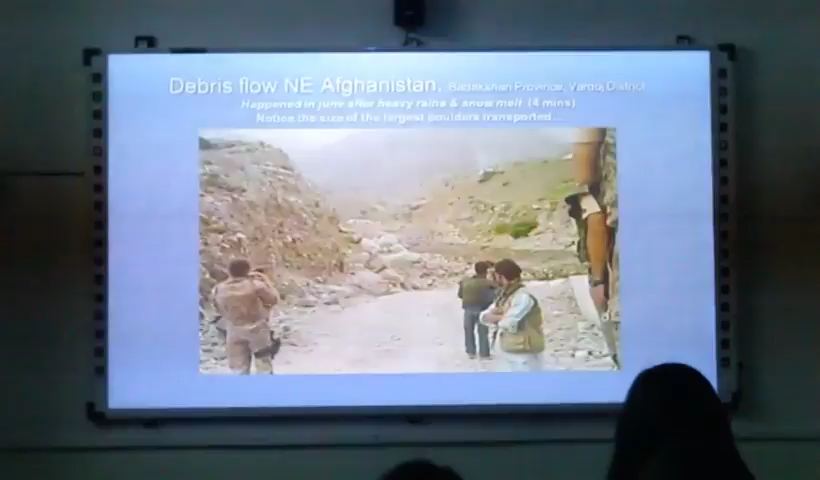 Debris flow NE Afghanistan. Badakshan Province, Vardoj District
Happened in june after heavy rains & snow melt (4 mins)
Notice the size of the largest boulders transported...